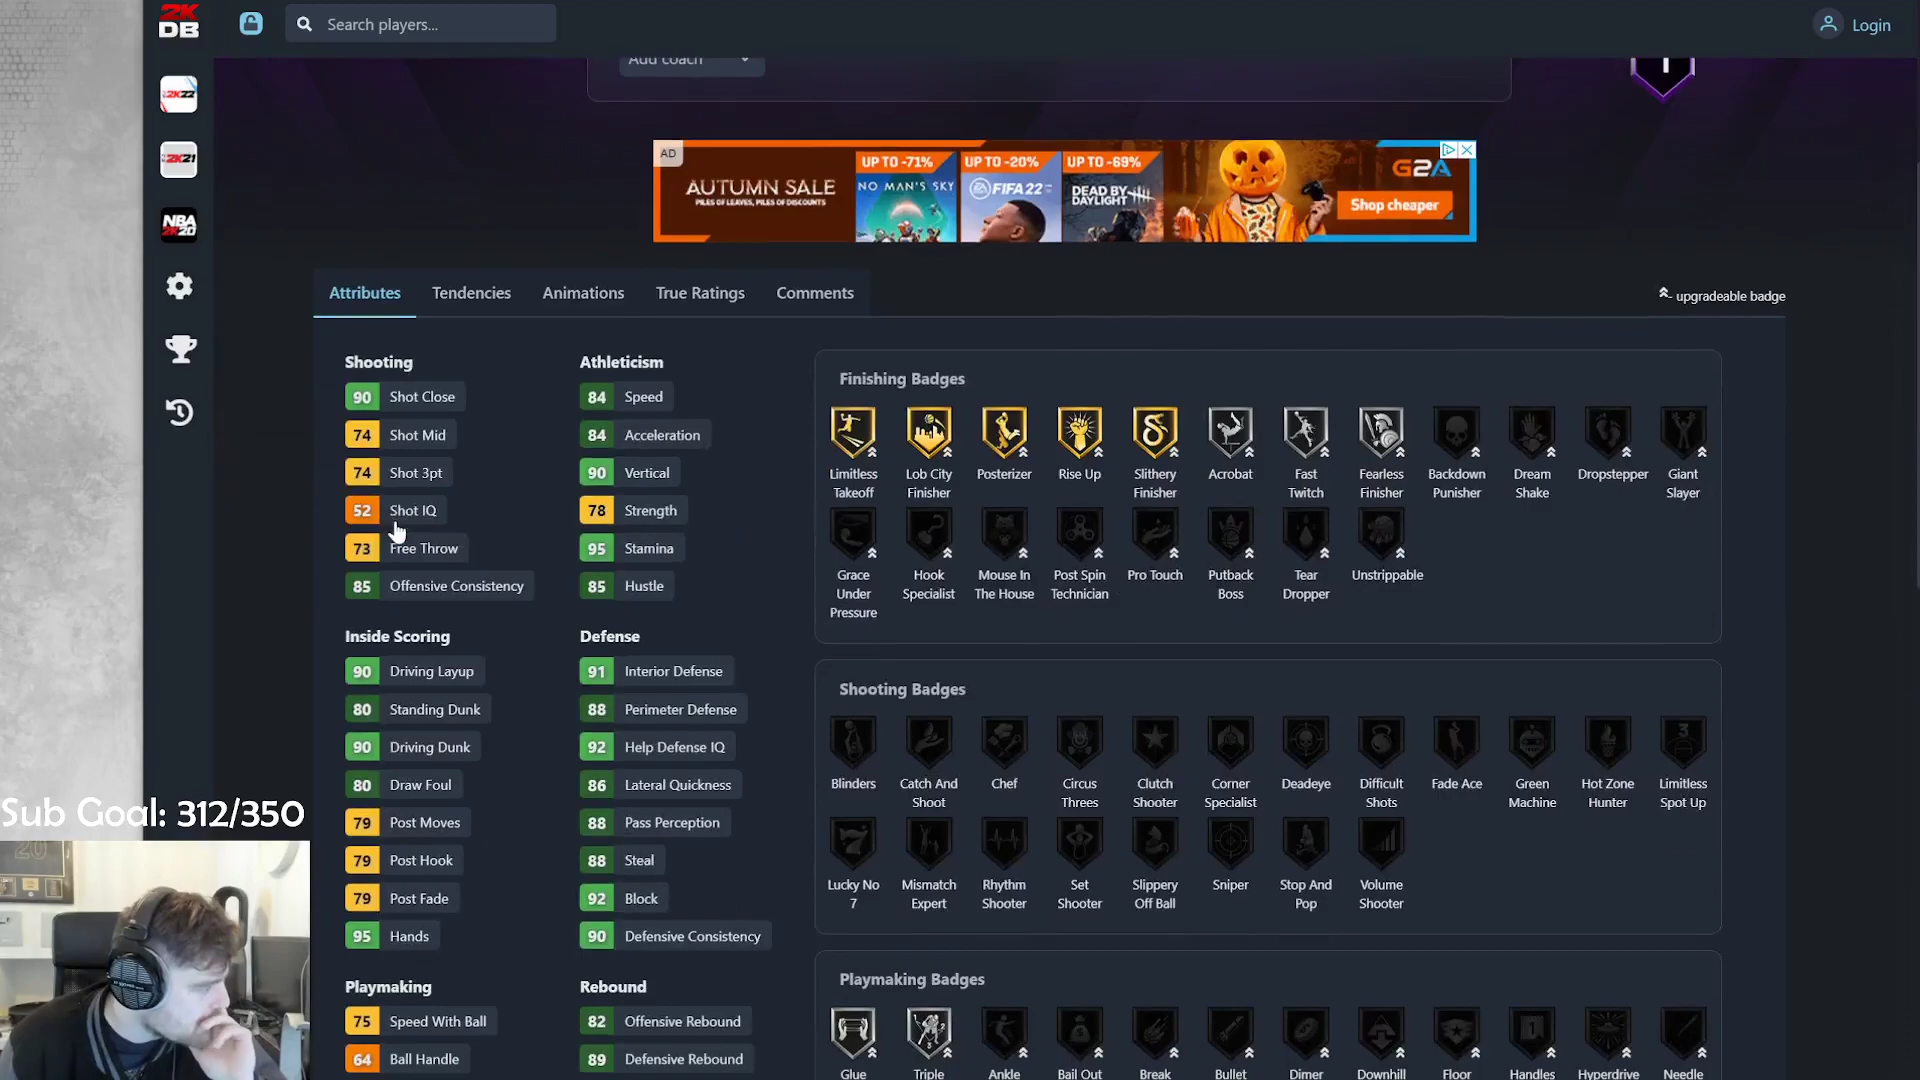 2K
DB
Search players...
Login
Add coach
1
2K22
2K21
NBA
2K20
AD
AUTUMN SALE
PILES OF LEAVES, PILES OF DISCOUNTS
UP TO -71%
UP TO -20%
UP TO -69%
NO MAN'S SKY
FIFA 22
DEAD BY
DAYLIGHT
G2A
Shop cheaper
Attributes
Tendencies
Animations
True Ratings
Comments
- upgradeable badge
Shooting
90 Shot Close
74 Shot Mid
74 Shot 3pt
52 Shot IQ
73 Free Throw
85 Offensive Consistency
Athleticism
84 Speed
84 Acceleration
90 Vertical
78 Strength
95 Stamina
85 Hustle
Inside Scoring
90 Driving Layup
80 Standing Dunk
90 Driving Dunk
80 Draw Foul
79 Post Moves
79 Post Hook
79 Post Fade
95 Hands
Defense
91 Interior Defense
88 Perimeter Defense
92 Help Defense IQ
86 Lateral Quickness
88 Pass Perception
88 Steal
92 Block
90 Defensive Consistency
Playmaking
75 Speed With Ball
64 Ball Handle
Rebound
82 Offensive Rebound
89 Defensive Rebound
Finishing Badges
Limitless Takeoff
Lob City Finisher
Posterizer
Rise Up
Slithery Finisher
Acrobat
Fast Twitch
Fearless Finisher
Backdown Punisher
Dream Shake
Dropstepper
Giant Slayer
Grace Under Pressure
Hook Specialist
Mouse In The House
Post Spin Technician
Pro Touch
Putback Boss
Tear Dropper
Unstrippable
Shooting Badges
Blinders
Catch And Shoot
Chef
Circus Threes
Clutch Shooter
Corner Specialist
Deadeye
Difficult Shots
Fade Ace
Green Machine
Hot Zone Hunter
Limitless Spot Up
Lucky No 7
Mismatch Expert
Rhythm Shooter
Set Shooter
Slippery Off Ball
Sniper
Stop And Pop
Volume Shooter
Playmaking Badges
Glue
Triple
Ankle
Bail Out
Break
Bullet
Dimer
Downhill
Floor
Handles
Hyperdrive
Needle
Sub Goal: 312/350